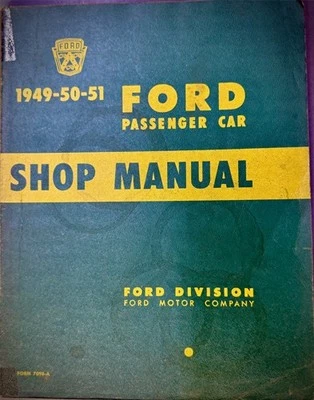 FORD
1949-50-51 FORD
PASSENGER CAR
SHOP MANUAL
FORD DIVISION
FORD MOTOR COMPANY